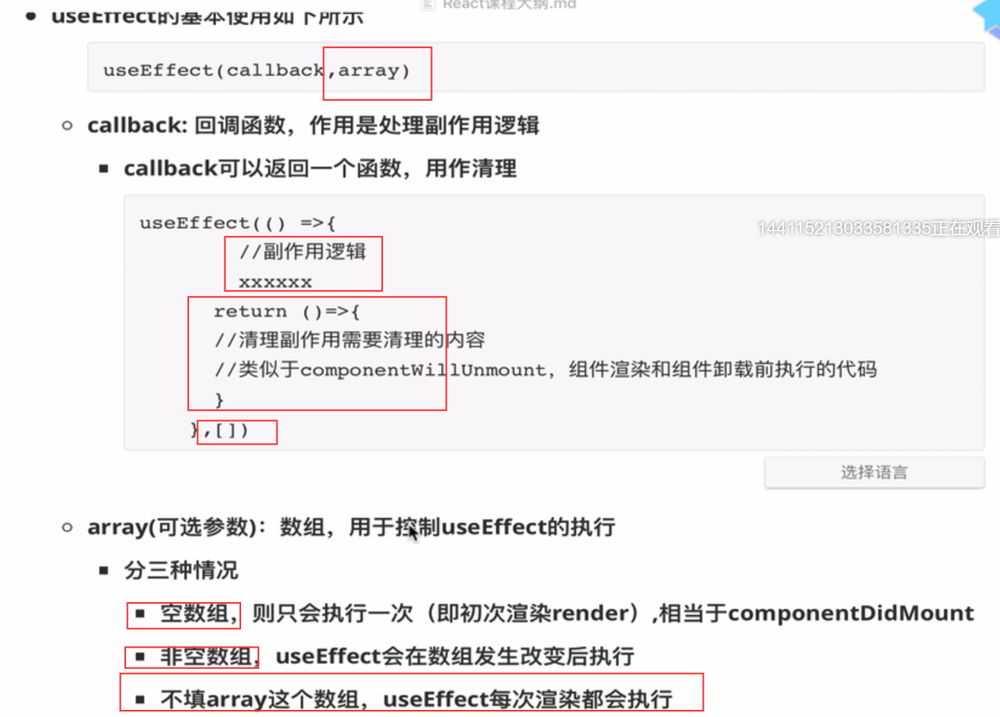 React课程大纲.md
useEffect的基本使用如下所示
useEffect(callback,array)
callback: 回调函数，作用是处理副作用逻辑
callback可以返回一个函数，用作清理
useEffect(() =>{
144115213033581335正在观看
//副作用逻辑
xxxxxx
return ()=>{
//清理副作用需要清理的内容
//类似于componentWillUnmount，组件渲染和组件卸载前执行的代码
}
},[])
选择语言
array(可选参数)：数组，用于控制useEffect的执行
分三种情况
空数组，则只会执行一次（即初次渲染render）,相当于componentDidMount
非空数组，useEffect会在数组发生改变后执行
不填array这个数组，useEffect每次渲染都会执行